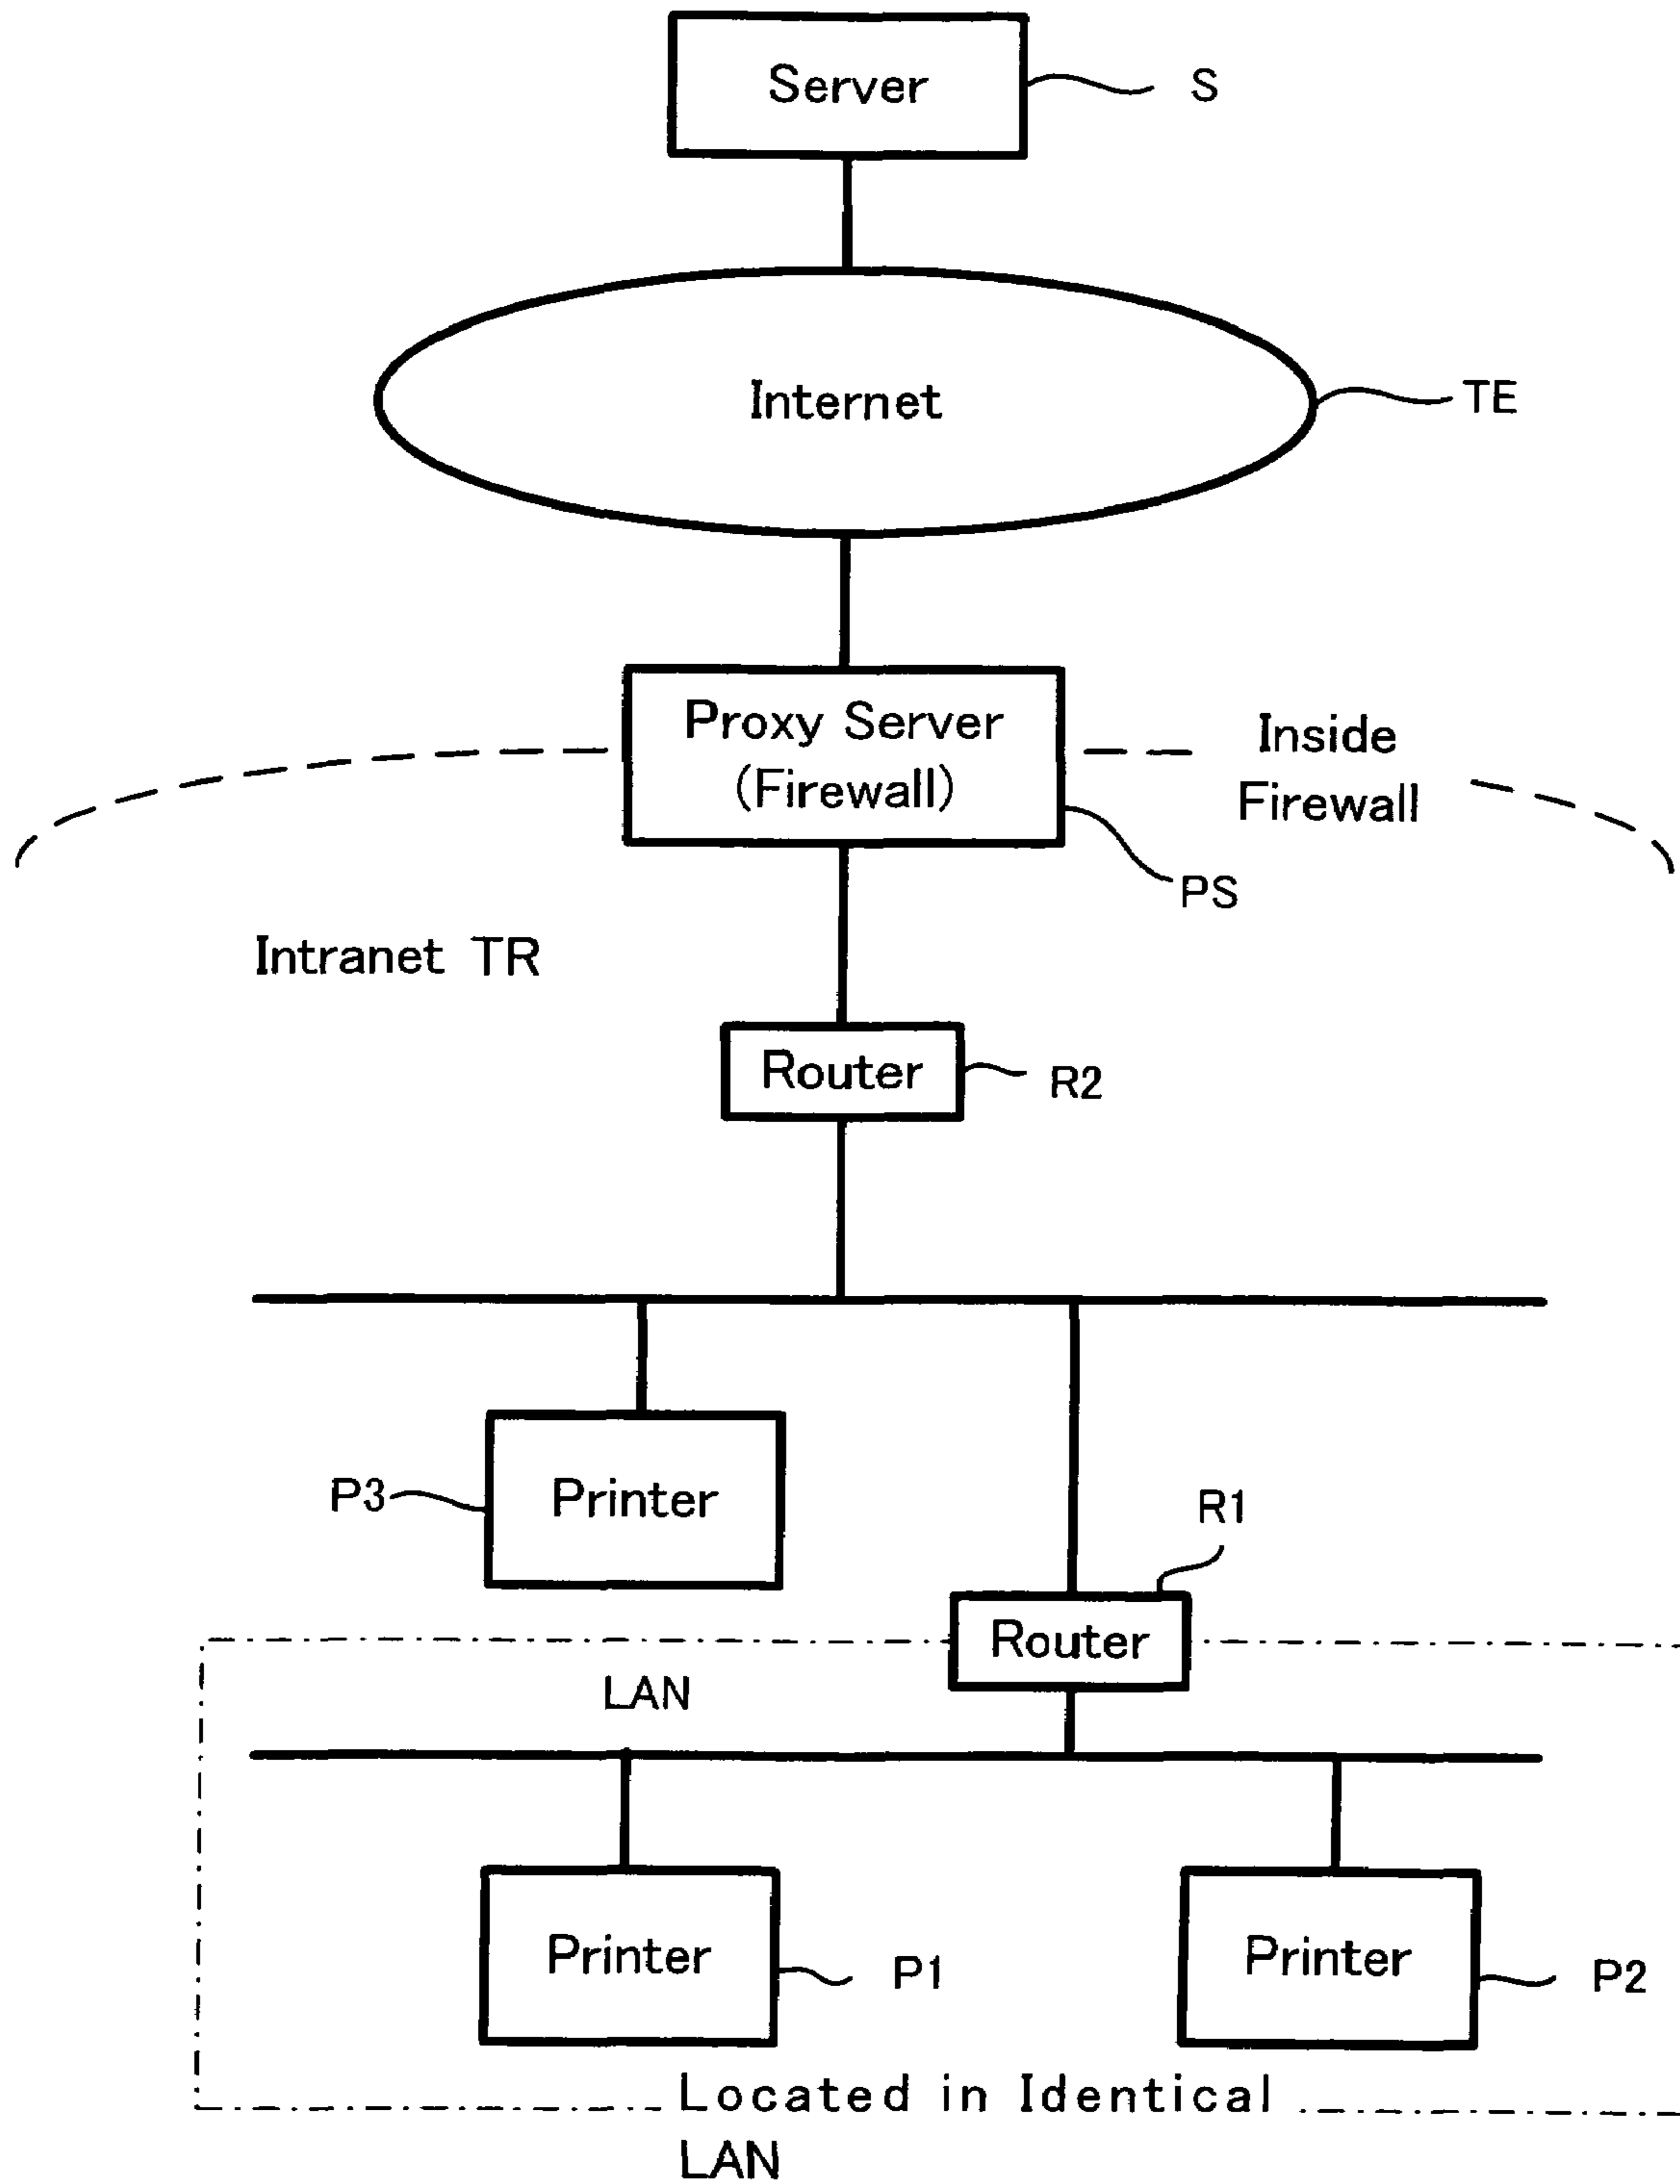 Server
S
Internet
TE
Proxy Server
(Firewall)
Inside
Firewall
PS
Intranet TR
Router
R2
P3
Printer
R1
Router
LAN
Printer
P1
Printer
P2
Located in Identical
LAN